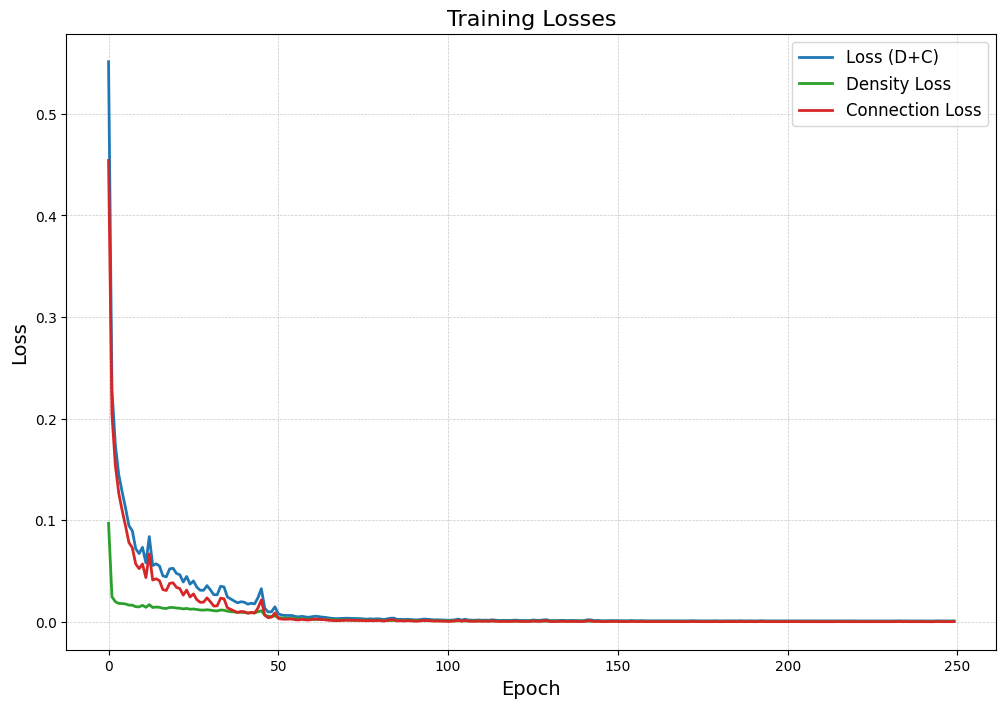 Training Losses
Loss (D+C)
Density Loss
Connection Loss
Loss
0.5
0.4
0.3
0.2
0.1
0.0
0 50 100 150 200 250
Epoch